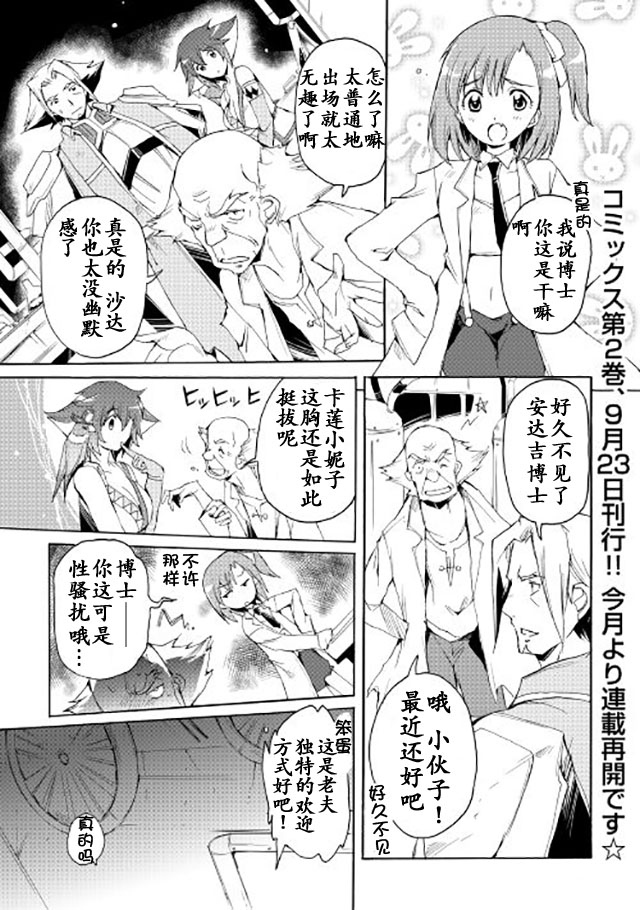 コミックス第2巻、9月23日刊行!! 今月より連載再開です☆
真是的
我说博士
你这是干嘛
啊
怎么了嘛
太普通地
出场就太
无趣了啊
真是的 沙达
你也太没幽默
感了
好久不见了
安达吉博士
哦 小伙子!
最近还好吧
好久不见
ヒッヒッヒ
卡莲小妮子
这胸还是如此
挺拔呢
不许
那样
博士——
你这可是
性骚扰哦…
笨蛋
这是老夫
独特的欢迎
方式好吧!
真的吗